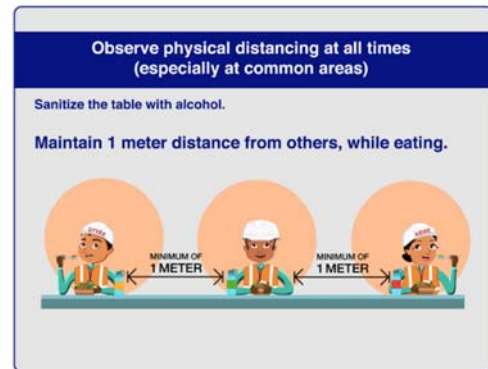 Observe physical distancing at all times
(especially at common areas)
Sanitize the table with alcohol.
Maintain 1 meter distance from others, while eating.
MINIMUM OF
1 METER
MINIMUM OF
1 METER